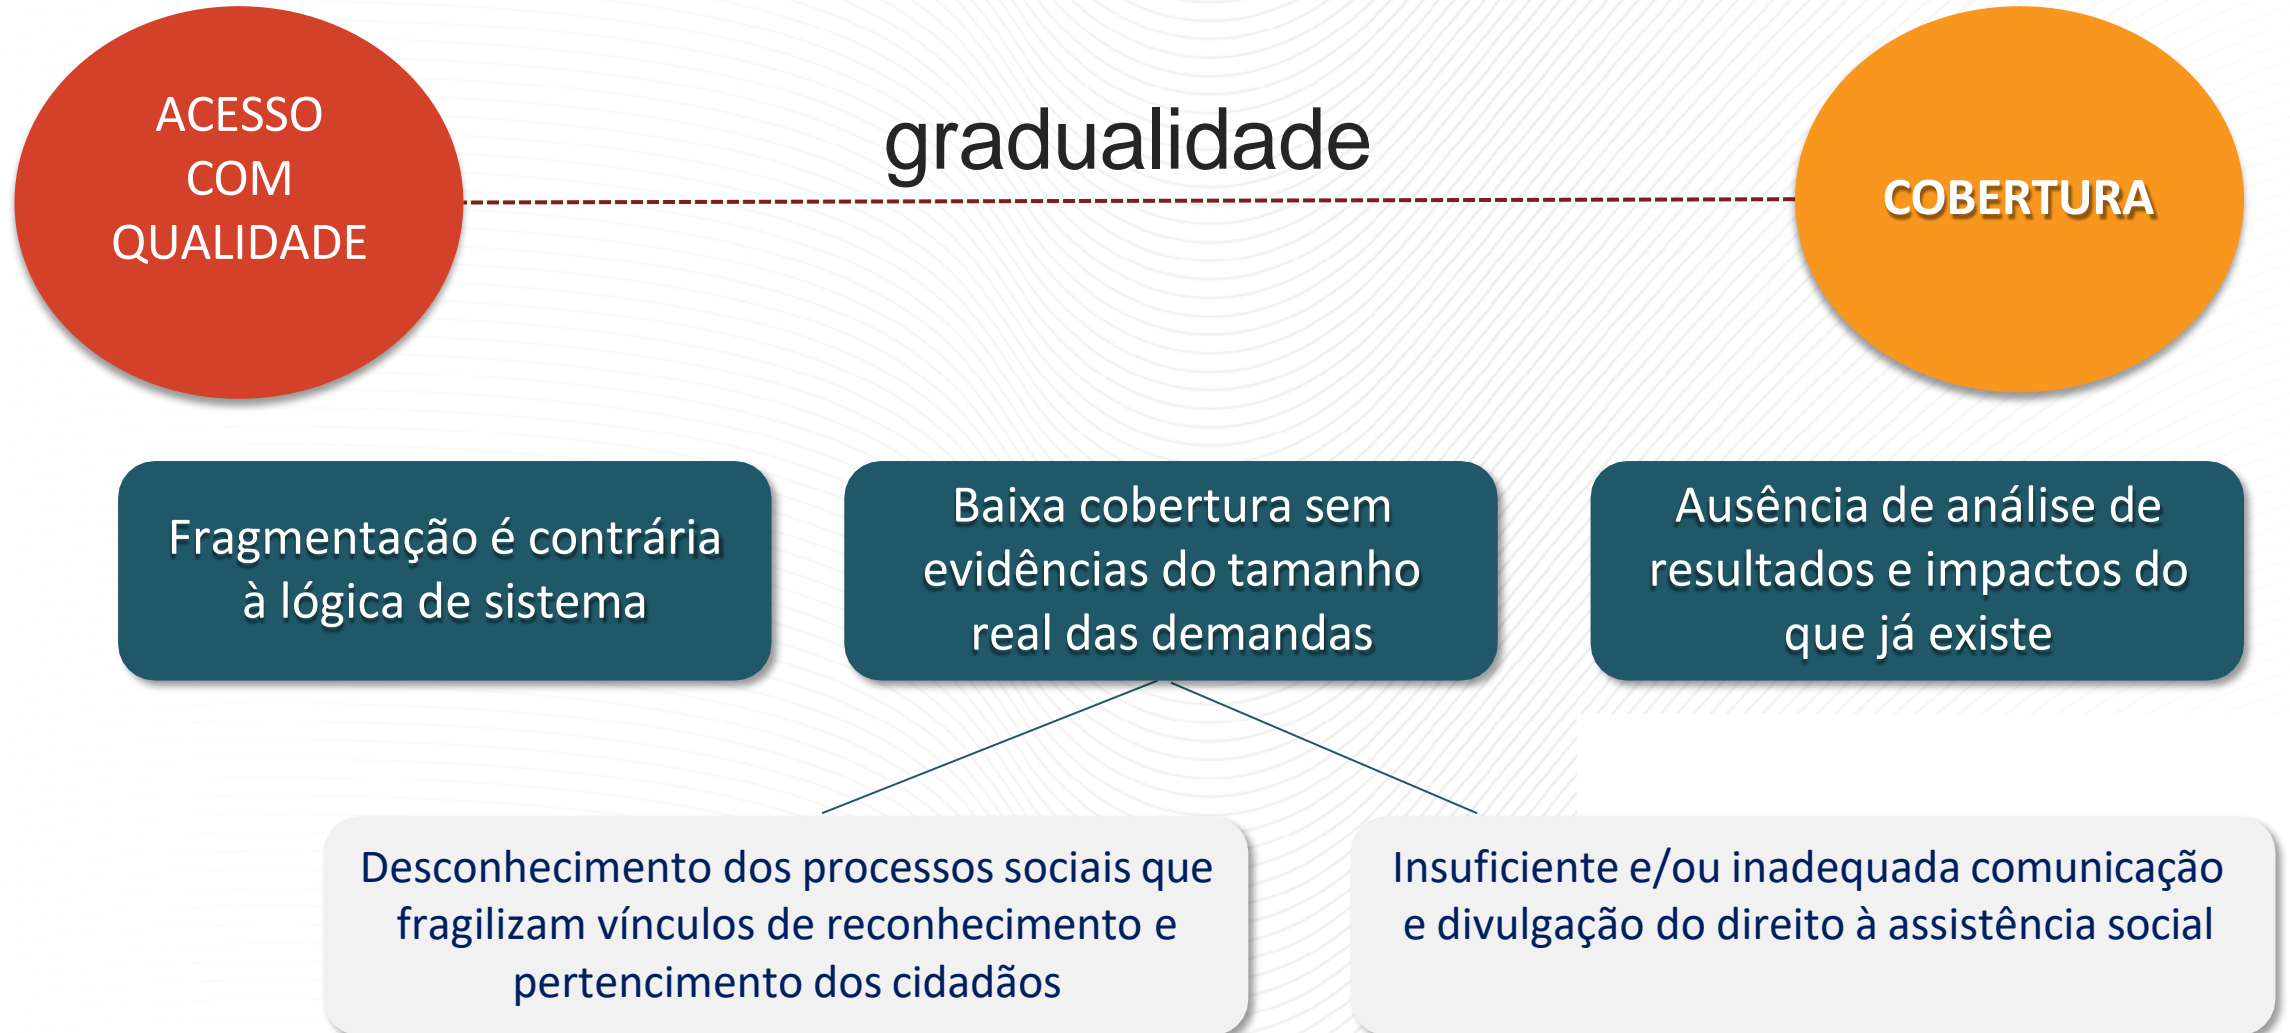 ACESSO
COM
QUALIDADE
gradualidade
COBERTURA
Fragmentação é contrária
à lógica de sistema
Baixa cobertura sem
evidências do tamanho
real das demandas
Ausência de análise de
resultados e impactos do
que já existe
Desconhecimento dos processos sociais que
fragilizam vínculos de reconhecimento e
pertencimento dos cidadãos
Insuficiente e/ou inadequada comunicação
e divulgação do direito à assistência social